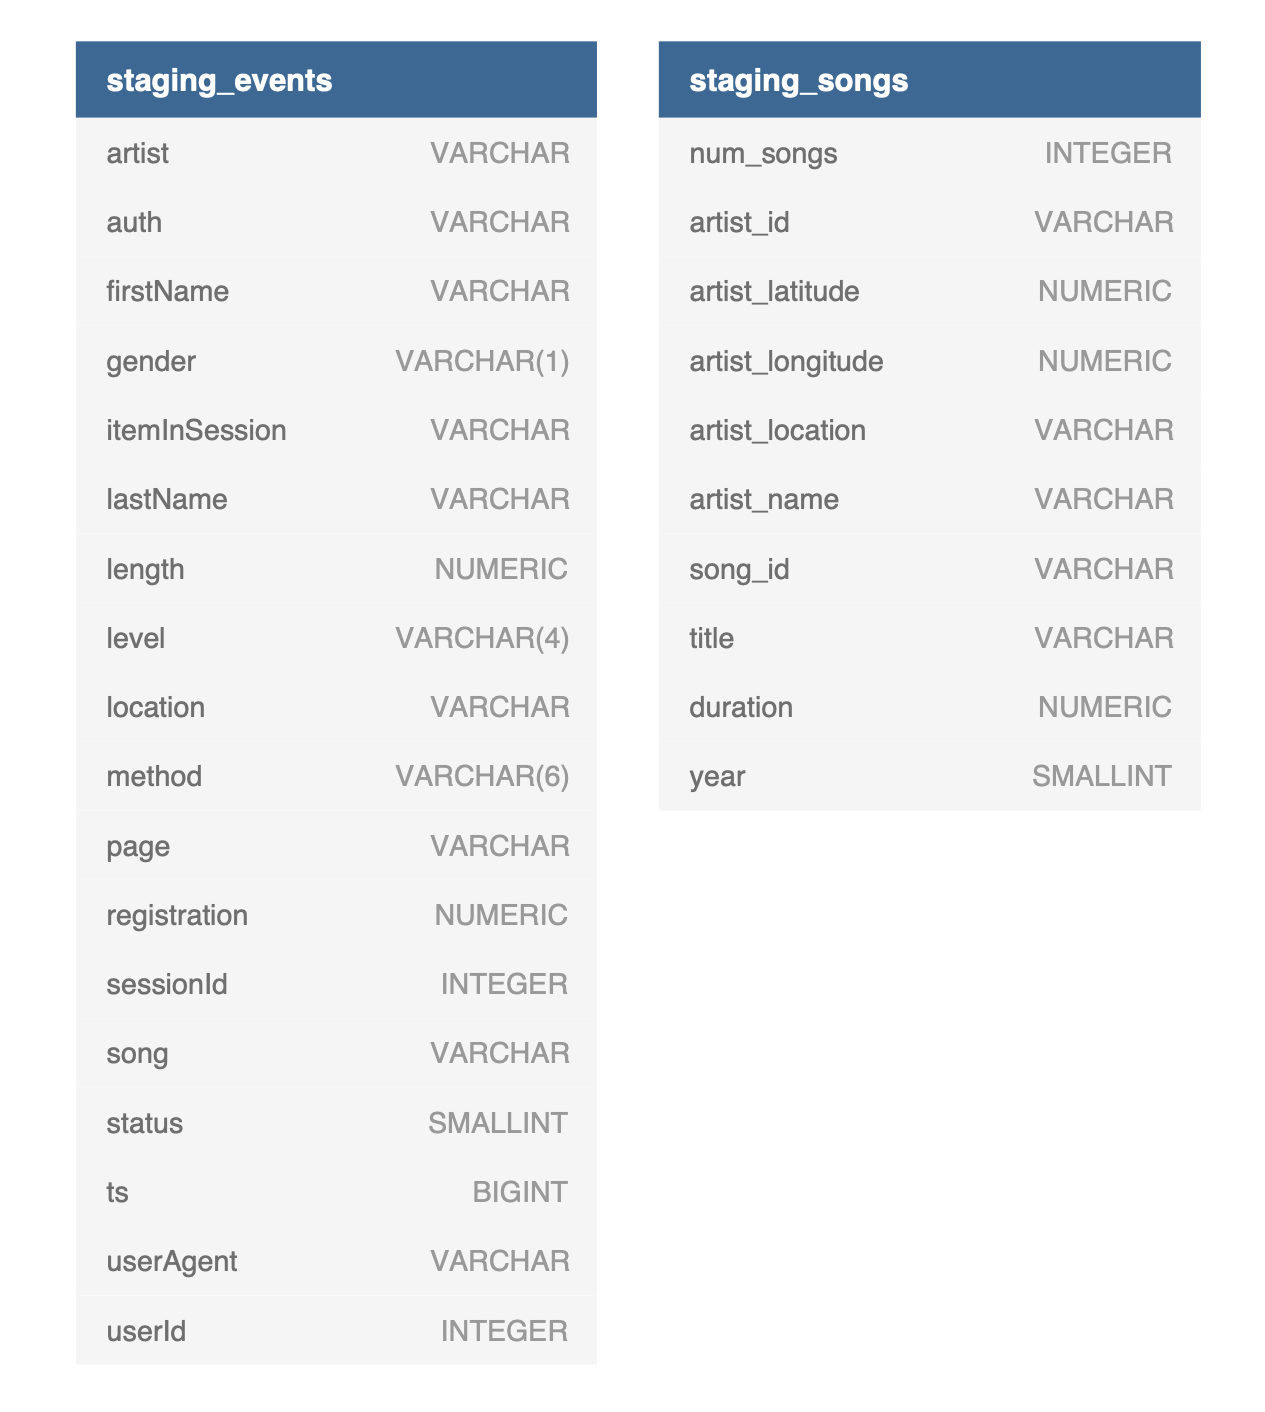 staging_events
artist VARCHAR
auth VARCHAR
firstName VARCHAR
gender VARCHAR(1)
itemInSession VARCHAR
lastName VARCHAR
length NUMERIC
level VARCHAR(4)
location VARCHAR
method VARCHAR(6)
page VARCHAR
registration NUMERIC
sessionId INTEGER
song VARCHAR
status SMALLINT
ts BIGINT
userAgent VARCHAR
userId INTEGER
staging_songs
num_songs INTEGER
artist_id VARCHAR
artist_latitude NUMERIC
artist_longitude NUMERIC
artist_location VARCHAR
artist_name VARCHAR
song_id VARCHAR
title VARCHAR
duration NUMERIC
year SMALLINT